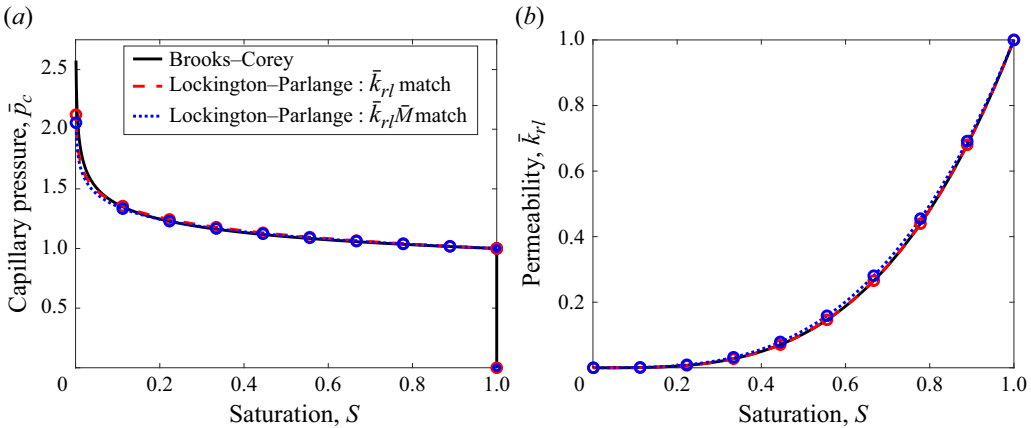 (a)
2.5
2.0
1.5
1.0
0.5
0
0.2
0.4
0.6
0.8
1.0
Capillary pressure, p̄c
Saturation, S
Brooks–Corey
Lockington–Parlange : k̄rl match
Lockington–Parlange : k̄rl M̄ match
(b)
1.0
0.8
0.6
0.4
0.2
0
0.2
0.4
0.6
0.8
1.0
Permeability, k̄rl
Saturation, S